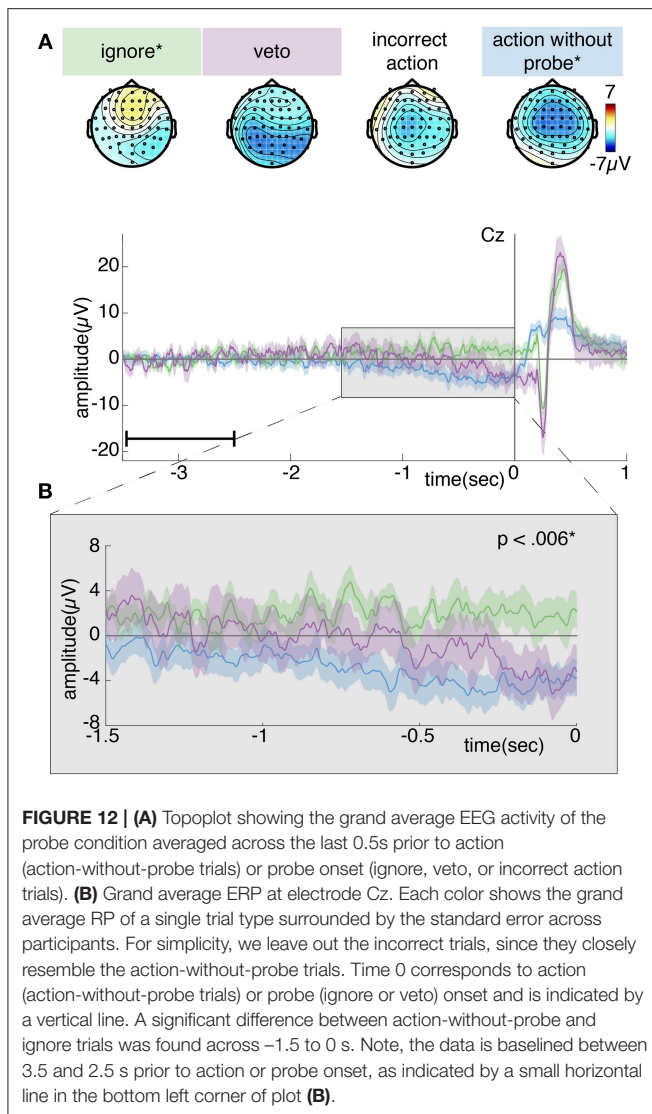 A
ignore*
veto
incorrect
action
action without
probe*
7
-7µV
Cz
amplitude(µV)
20
10
0
-10
-20
-3
-2
-1
0
1
time(sec)
B
p < .006*
amplitude(µV)
8
4
0
-4
-8
-1.5
-1
-0.5
0
time(sec)
FIGURE 12 | (A) Topoplot showing the grand average EEG activity of the
probe condition averaged across the last 0.5s prior to action
(action-without-probe trials) or probe onset (ignore, veto, or incorrect action
trials). (B) Grand average ERP at electrode Cz. Each color shows the grand
average RP of a single trial type surrounded by the standard error across
participants. For simplicity, we leave out the incorrect trials, since they closely
resemble the action-without-probe trials. Time 0 corresponds to action
(action-without-probe trials) or probe (ignore or veto) onset and is indicated by
a vertical line. A significant difference between action-without-probe and
ignore trials was found across –1.5 to 0 s. Note, the data is baselined between
3.5 and 2.5 s prior to action or probe onset, as indicated by a small horizontal
line in the bottom left corner of plot (B).